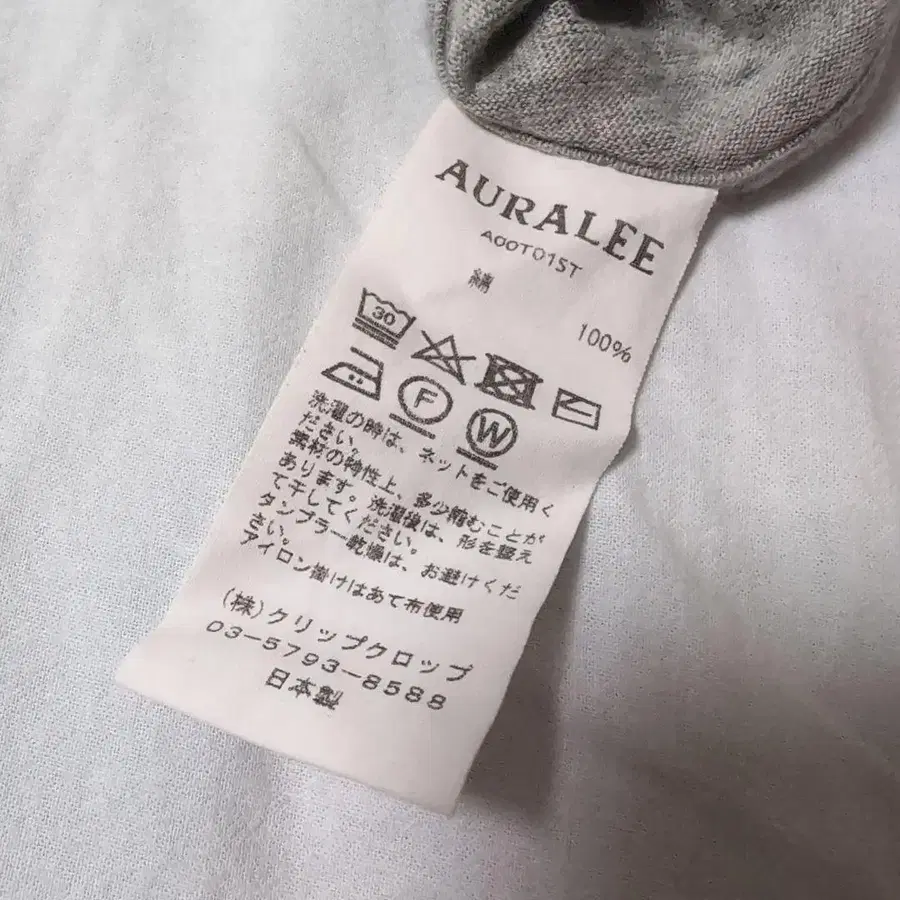 AURALEE
A00T01ST
綿 100%
30
F W
洗濯の時は、ネットをご使用く
ださい。
素材の特性上、多少縮むことが
あります。洗濯後は、形を整え
て干してください。
タンブラー乾燥は、お避けくだ
さい。
アイロン掛けはあて布使用
(株)クリップクロップ
03-5793-8588
日本製